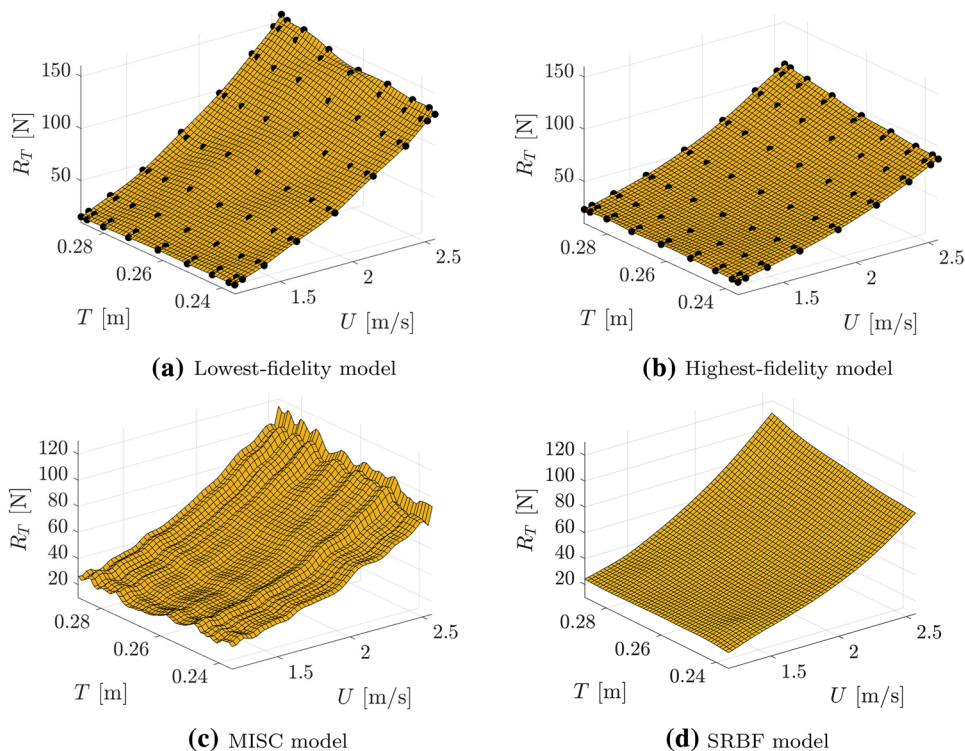 150
100
50
R_T [N]
0.28
0.26
0.24
T [m]
1.5
2
2.5
U [m/s]
(a) Lowest-fidelity model
150
100
50
R_T [N]
0.28
0.26
0.24
T [m]
1.5
2
2.5
U [m/s]
(b) Highest-fidelity model
120
100
80
60
40
20
R_T [N]
0.28
0.26
0.24
T [m]
1.5
2
2.5
U [m/s]
(c) MISC model
120
100
80
60
40
20
R_T [N]
0.28
0.26
0.24
T [m]
1.5
2
2.5
U [m/s]
(d) SRBF model